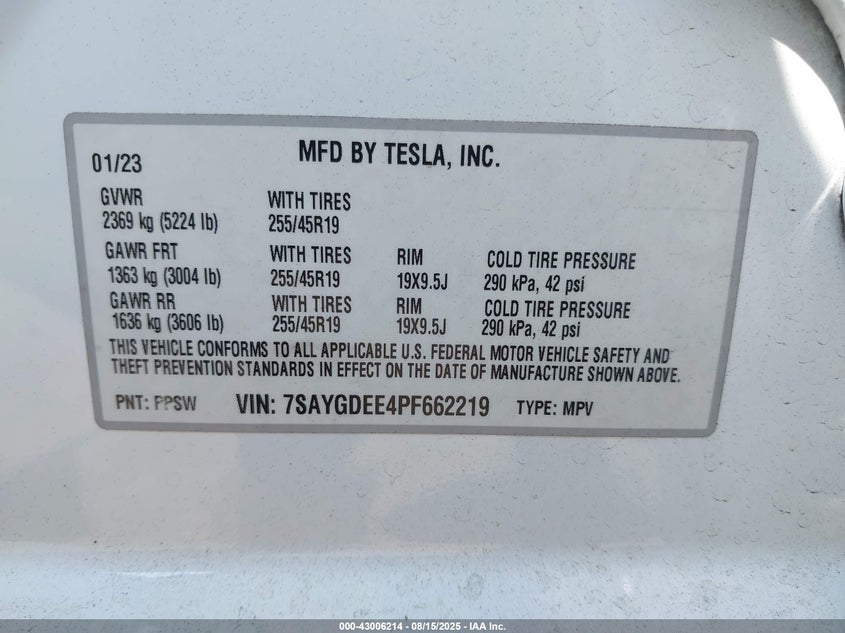 MFD BY TESLA, INC.
01/23
GVWR WITH TIRES
2369 kg (5224 lb) 255/45R19
GAWR FRT WITH TIRES RIM COLD TIRE PRESSURE
1363 kg (3004 lb) 255/45R19 19X9.5J 290 kPa, 42 psi
GAWR RR WITH TIRES RIM COLD TIRE PRESSURE
1636 kg (3606 lb) 255/45R19 19X9.5J 290 kPa, 42 psi
THIS VEHICLE CONFORMS TO ALL APPLICABLE U.S. FEDERAL MOTOR VEHICLE SAFETY AND
THEFT PREVENTION STANDARDS IN EFFECT ON THE DATE OF MANUFACTURE SHOWN ABOVE.
PNT: PPSW VIN: 7SAYGDEE4PF662219 TYPE: MPV
000-43006214 - 08/15/2025 - IAA Inc.